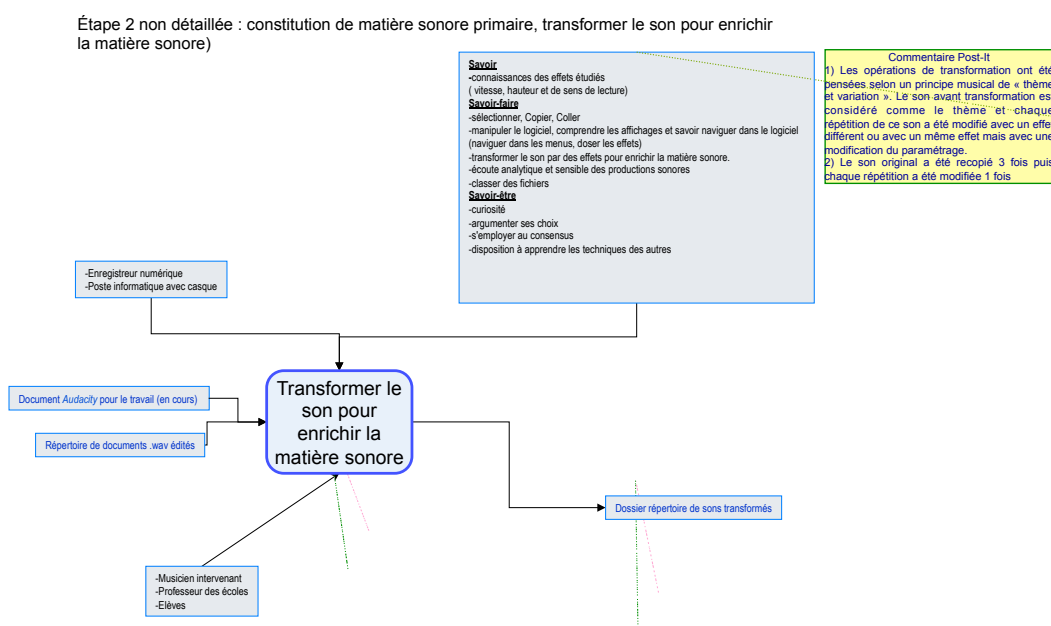 Étape 2 non détaillée : constitution de matière sonore primaire, transformer le son pour enrichir
la matière sonore)
Savoir
-connaissances des effets étudiés
( vitesse, hauteur et de sens de lecture)
Savoir-faire
-sélectionner, Copier, Coller
-manipuler le logiciel, comprendre les affichages et savoir naviguer dans le logiciel
(naviguer dans les menus, doser les effets)
-transformer le son par des effets pour enrichir la matière sonore.
-écoute analytique et sensible des productions sonores
-classer des fichiers
Savoir-être
-curiosité
-argumenter ses choix
-s'employer au consensus
-disposition à apprendre les techniques des autres
Commentaire Post-It
1) Les opérations de transformation ont été
pensées selon un principe musical de « thème
et variation ». Le son avant transformation es
considéré comme le thème et chaque
répétition de ce son a été modifié avec un effet
différent ou avec un même effet mais avec une
modification du paramétrage.
2) Le son original a été recopié 3 fois puis
chaque répétition a été modifiée 1 fois
-Enregistreur numérique
-Poste informatique avec casque
Transformer le
son pour
enrichir la
matière sonore
Document Audacity pour le travail (en cours)
Répertoire de documents .wav édités
Dossier répertoire de sons transformés
-Musicien intervenant
-Professeur des écoles
-Elèves